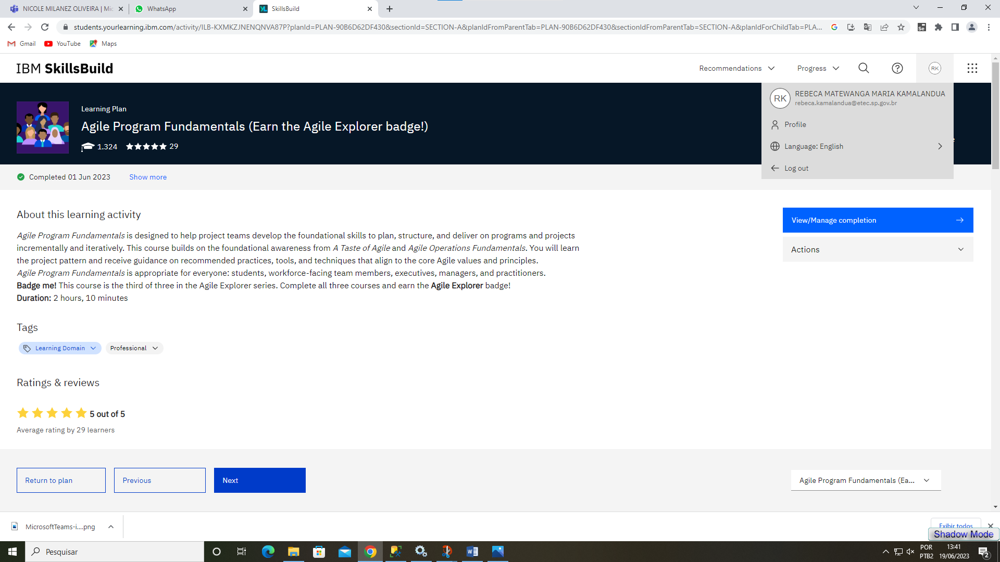 NICOLE MILANEZ OLIVEIRA | Mic
WhatsApp
SkillsBuild
students.yourlearning.ibm.com/activity/ILB-KXMKZJNENQNVA87P?planId=PLAN-90B6D62DF430&sectionId=SECTION-A&planIdFromParentTab=PLAN-90B6D62DF430&sectionIdFromParentTab=SECTION-A&planIdForChildTab=PLA...
Gmail
YouTube
Maps
IBM SkillsBuild
Recommendations
Progress
RK
RK
REBECA MATEWANGA MARIA KAMALANDUA
rebeca.kamalandua@etec.sp.gov.br
Profile
Language: English
Log out
Learning Plan
Agile Program Fundamentals (Earn the Agile Explorer badge!)
1.324
29
Completed 01 Jun 2023
Show more
About this learning activity
Agile Program Fundamentals is designed to help project teams develop the foundational skills to plan, structure, and deliver on programs and projects
incrementally and iteratively. This course builds on the foundational awareness from A Taste of Agile and Agile Operations Fundamentals. You will learn
the project pattern and receive guidance on recommended practices, tools, and techniques that align to the core Agile values and principles.
Agile Program Fundamentals is appropriate for everyone: students, workforce-facing team members, executives, managers, and practitioners.
Badge me! This course is the third of three in the Agile Explorer series. Complete all three courses and earn the Agile Explorer badge!
Duration: 2 hours, 10 minutes
View/Manage completion
Actions
Tags
Learning Domain
Professional
Ratings & reviews
5 out of 5
Average rating by 29 learners
Return to plan
Previous
Next
Agile Program Fundamentals (Ea...
MicrosoftTeams-i....png
Exibir todos
Shadow Mode
Pesquisar
POR
PTB2
13:41
19/06/2023
2